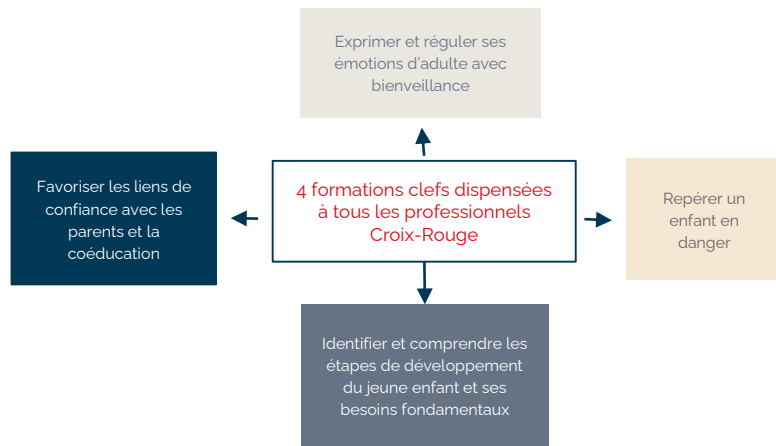 Exprimer et réguler ses
émotions d'adulte avec
bienveillance
Favoriser les liens de
confiance avec les
parents et la
coéducation
4 formations clefs dispensées
à tous les professionnels
Croix-Rouge
Repérer un
enfant en
danger
Identifier et comprendre les
étapes de développement
du jeune enfant et ses
besoins fondamentaux